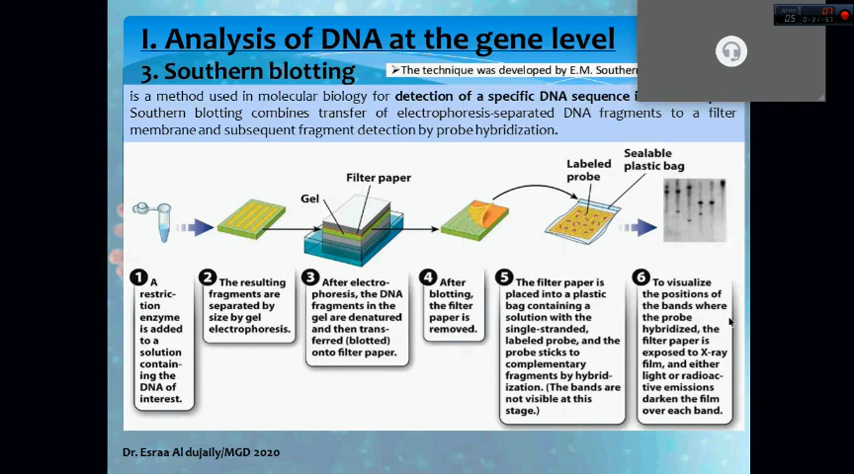 I. Analysis of DNA at the gene level
3. Southern blotting
➢The technique was developed by E.M. Southern
is a method used in molecular biology for detection of a specific DNA sequence
Southern blotting combines transfer of electrophoresis-separated DNA fragments to a filter
membrane and subsequent fragment detection by probe hybridization.
Sealable
plastic bag
Labeled
probe
Filter paper
Gel
1 A
restric-
tion
enzyme
is added
to a
solution
contain-
ing the
DNA of
interest.
2 The resulting
fragments are
separated by
size by gel
electrophoresis.
3 After electro-
phoresis, the DNA
fragments in the
gel are denatured
and then trans-
ferred (blotted)
onto filter paper.
4 After
blotting,
the filter
paper is
removed.
5 The filter paper is
placed into a plastic
bag containing a
solution with the
single-stranded,
labeled probe, and the
probe sticks to
complementary
fragments by hybrid-
ization. (The bands are
not visible at this
stage.)
6 To visualize
the positions of
the bands where
the probe
hybridized, the
filter paper is
exposed to X-ray
film, and either
light or radioac-
tive emissions
darken the film
over each band.
Dr. Esraa Al dujaily/MGD 2020